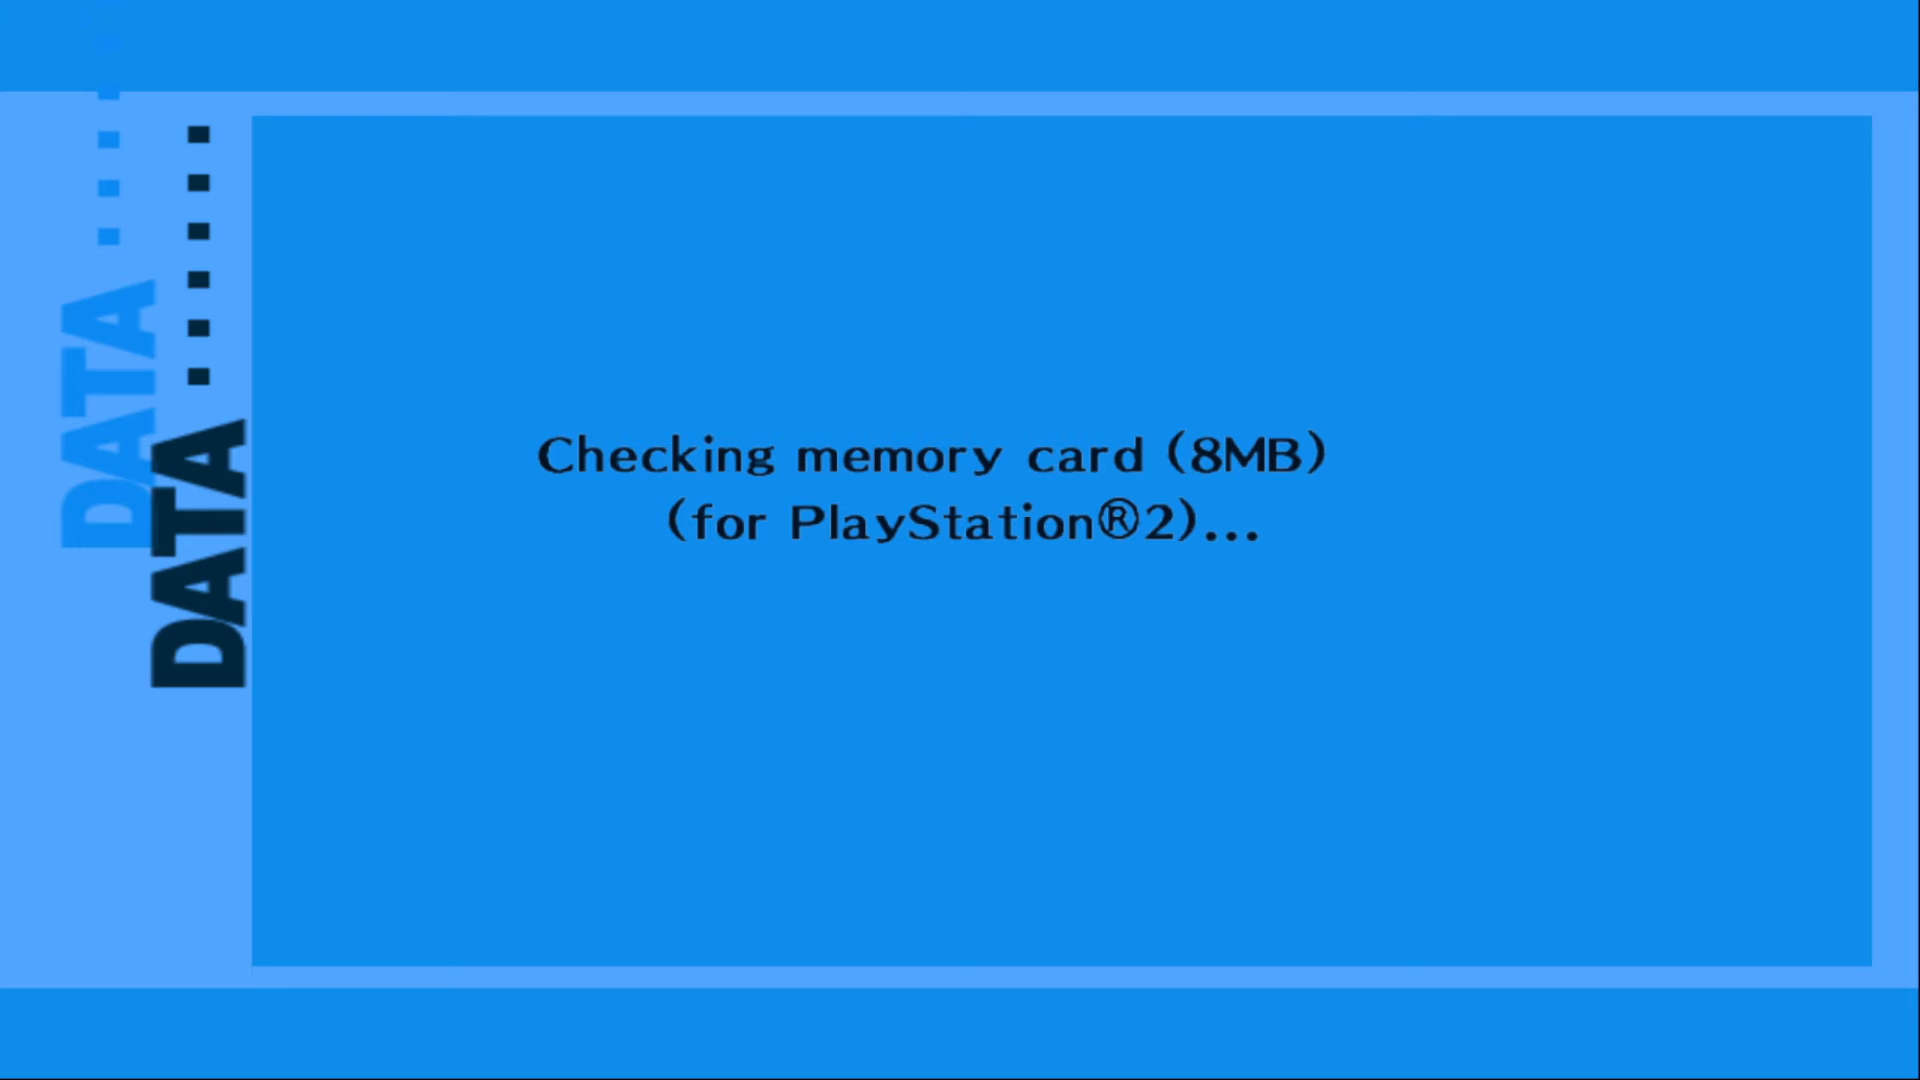 DATA
DATA
Checking memory card (8MB)
(for PlayStation®2)...